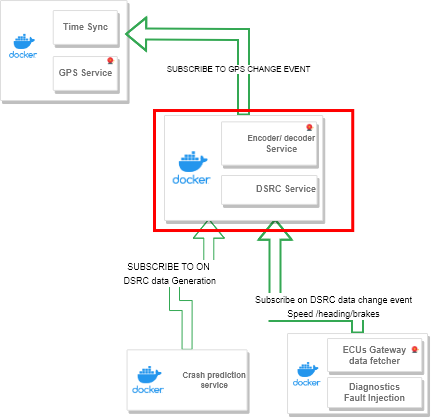 Time Sync
docker
GPS Service
SUBSCRIBE TO GPS CHANGE EVENT
Encoder/ decoder
Service
docker
DSRC Service
SUBSCRIBE TO ON
DSRC data Generation
Subscribe on DSRC data change event
Speed /heading/brakes
docker
Crash prediction
service
ECUs Gateway
data fetcher
docker
Diagnostics
Fault Injection